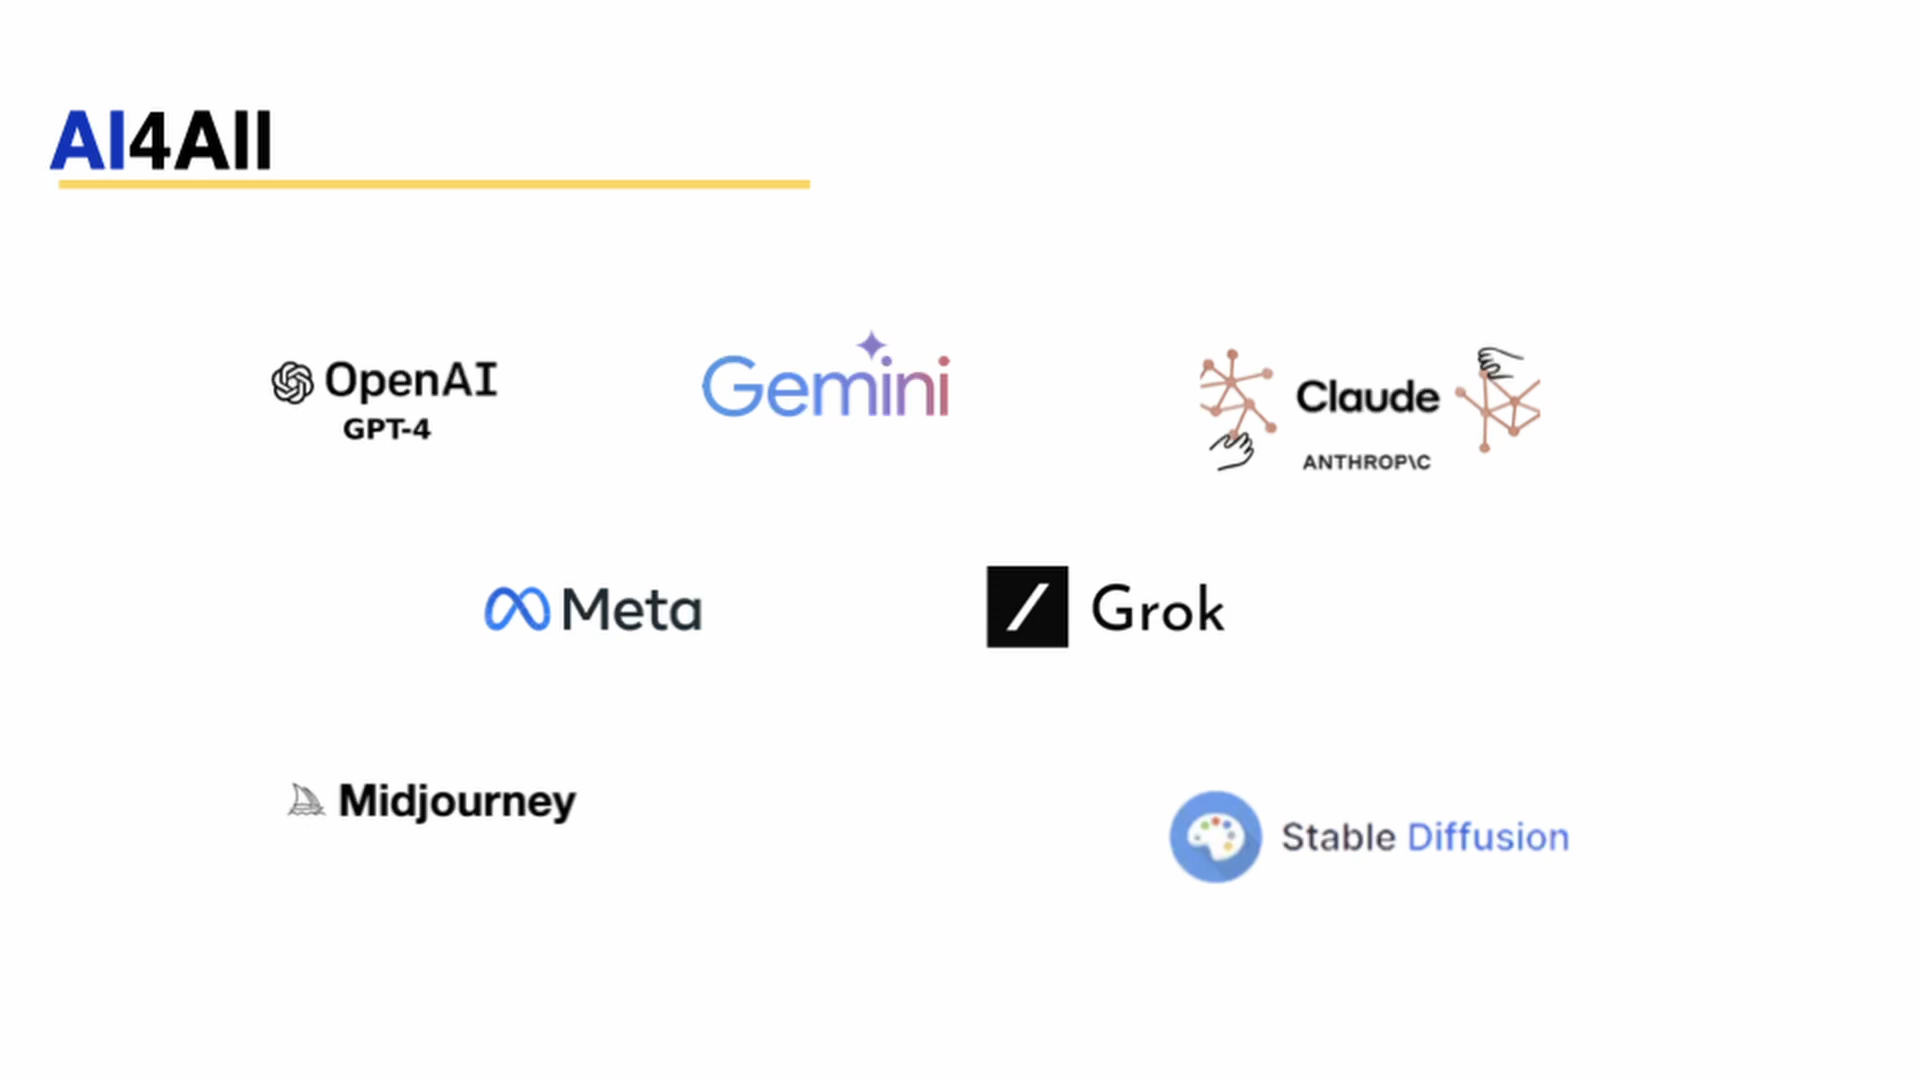 AI4All
OpenAI
GPT-4
Gemini
Claude
ANTHROP\C
Meta
Grok
Midjourney
Stable Diffusion